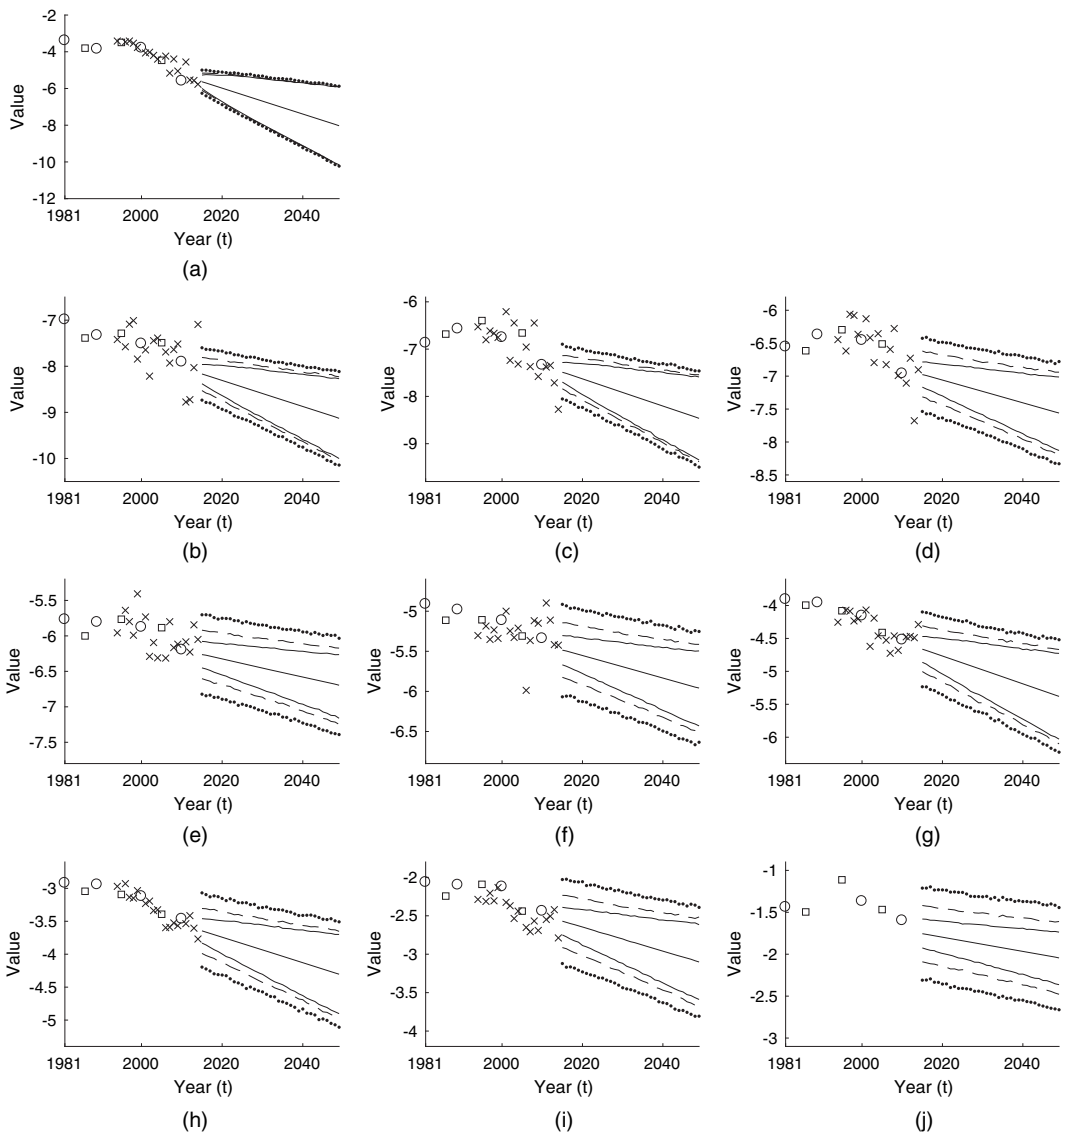 -2
-4
-6
-8
-10
-12
Value
1981 2000 2020 2040
Year (t)
(a)
-7
-8
-9
-10
Value
1981 2000 2020 2040
Year (t)
(b)
-6
-7
-8
-9
Value
1981 2000 2020 2040
Year (t)
(c)
-6
-6.5
-7
-7.5
-8
-8.5
Value
1981 2000 2020 2040
Year (t)
(d)
-5.5
-6
-6.5
-7
-7.5
Value
1981 2000 2020 2040
Year (t)
(e)
-5
-5.5
-6
-6.5
Value
1981 2000 2020 2040
Year (t)
(f)
-4
-4.5
-5
-5.5
-6
Value
1981 2000 2020 2040
Year (t)
(g)
-3
-3.5
-4
-4.5
-5
Value
1981 2000 2020 2040
Year (t)
(h)
-2
-2.5
-3
-3.5
-4
Value
1981 2000 2020 2040
Year (t)
(i)
-1
-1.5
-2
-2.5
-3
Value
1981 2000 2020 2040
Year (t)
(j)